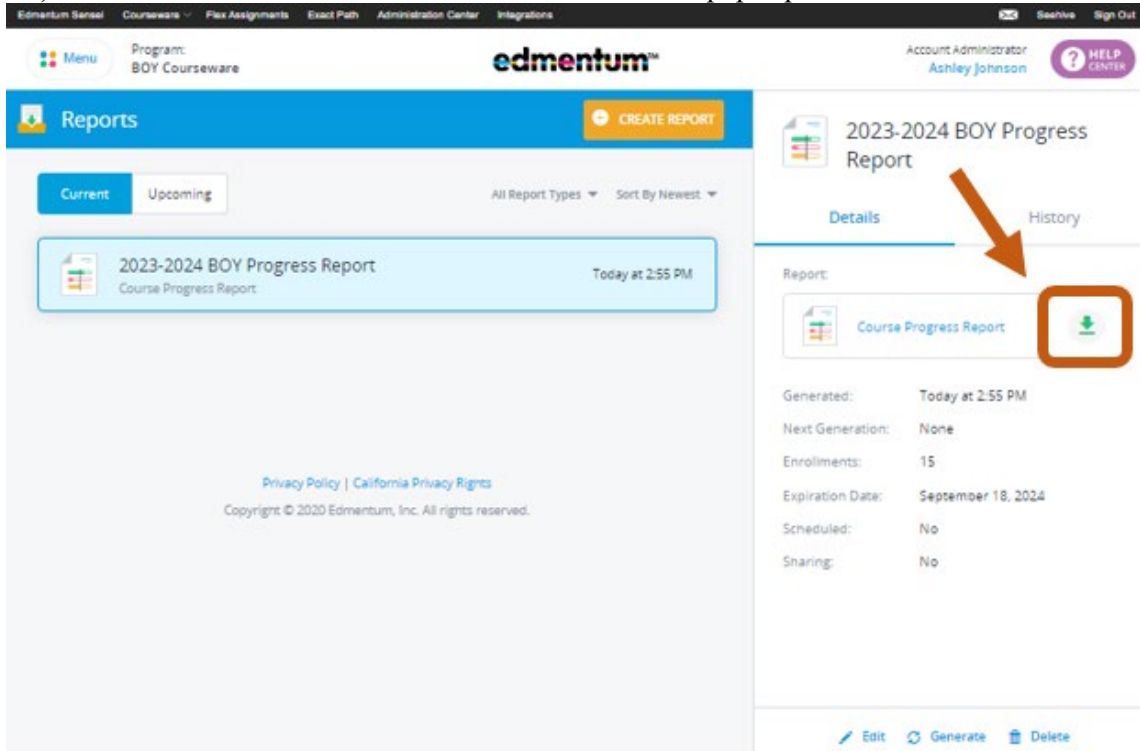 Edmentum Sensei Courseware Flex Assignments Exact Path Administration Center Integrations Seehive Sign Out
Menu
Program:
BOY Courseware
edmentum™
Account Administrator
Ashley Johnson
? HELP CENTER
Reports
CREATE REPORT
Current Upcoming All Report Types Sort By Newest
2023-2024 BOY Progress Report
Course Progress Report
Today at 2:55 PM
Privacy Policy | California Privacy Rights
Copyright © 2020 Edmentum, Inc. All rights reserved.
2023-2024 BOY Progress
Report
Details History
Report:
Course Progress Report
Generated: Today at 2:55 PM
Next Generation: None
Enrollments: 15
Expiration Date: September 18, 2024
Scheduled: No
Sharing: No
Edit Generate Delete